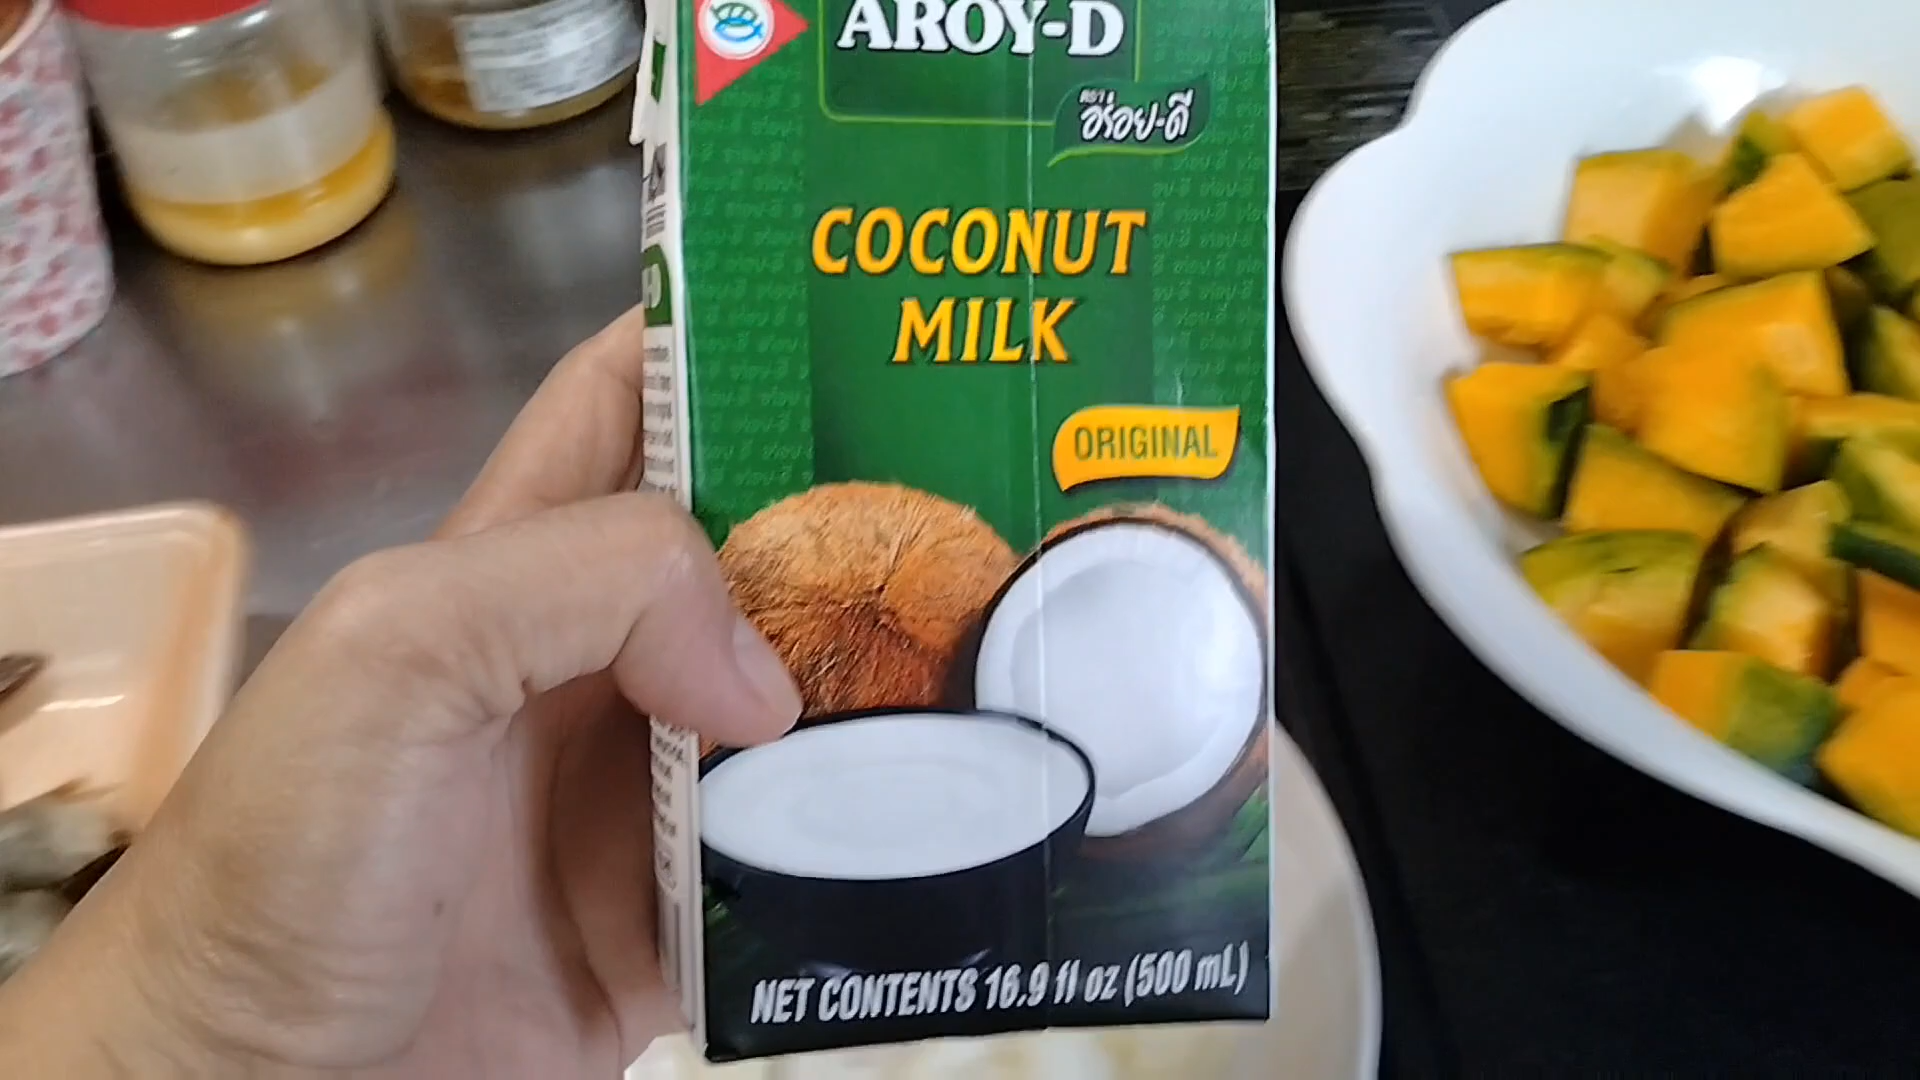 AROY-D
ตรา
อร่อย-ดี
COCONUT
MILK
ORIGINAL
NET CONTENTS 16.9 fl oz (500 mL)